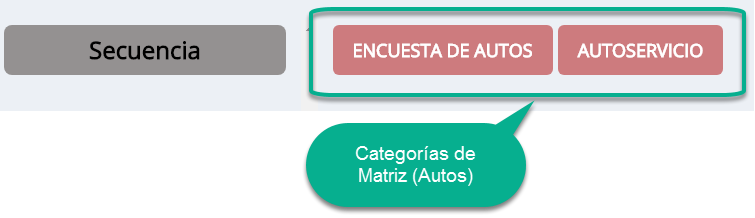 Secuencia
ENCUESTA DE AUTOS
AUTOSERVICIO
Categorías de
Matriz (Autos)